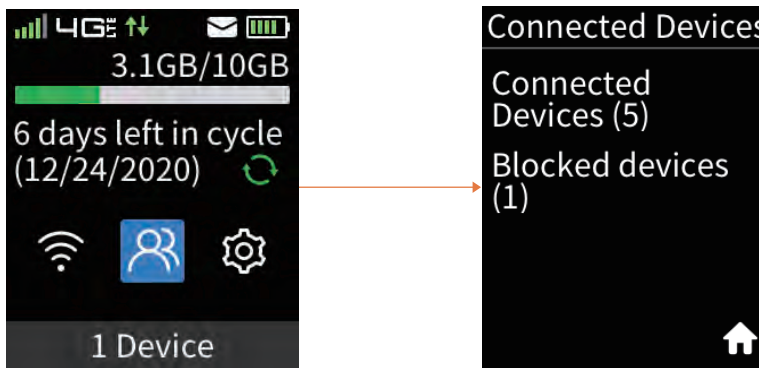 4G LTE
3.1GB/10GB
6 days left in cycle
(12/24/2020)
1 Device
Connected Devices
Connected
Devices (5)
Blocked devices
(1)